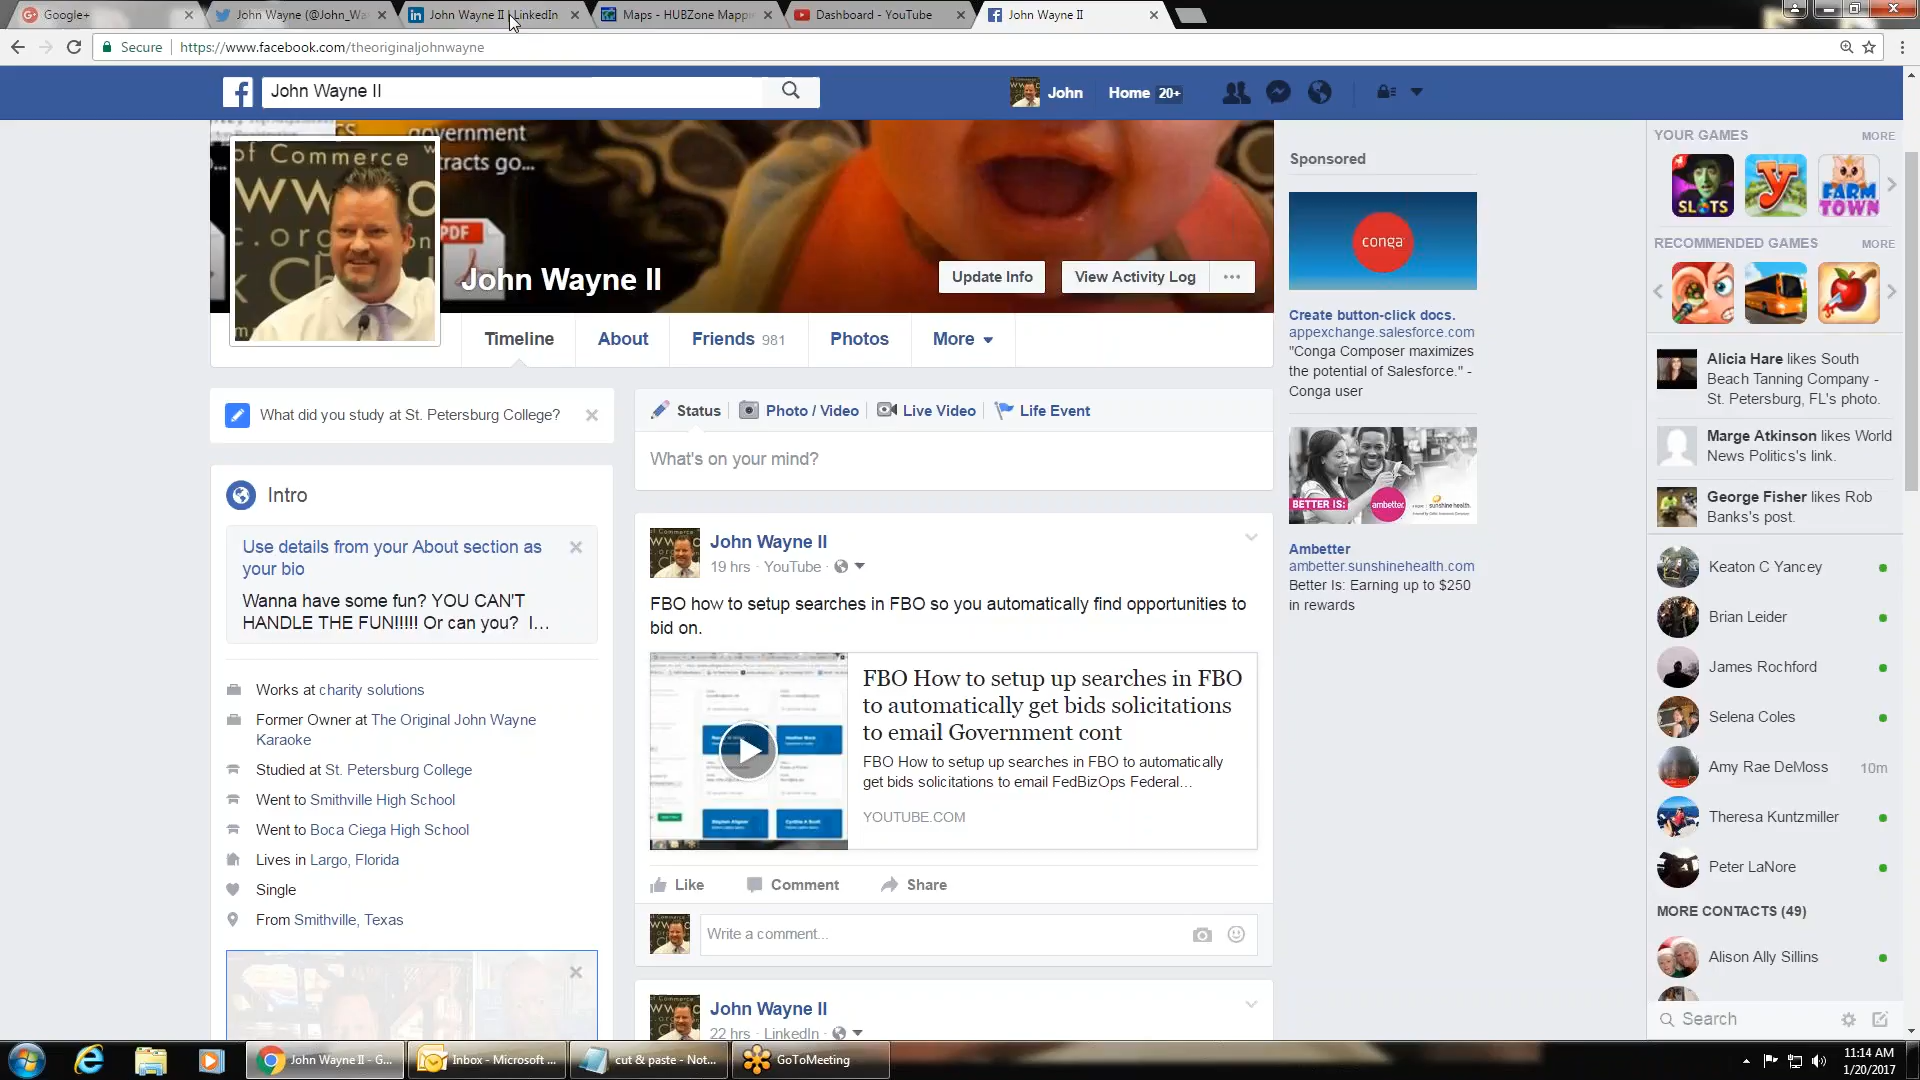 Google+
John Wayne (@John_Wa
John Wayne II | LinkedIn
Maps - HUBZone Mappi
Dashboard - YouTube
John Wayne II
Secure
https://www.facebook.com/theoriginaljohnwayne
John Wayne II
John
Home 20+
government
tracts go...
of Commerce
PDF
John Wayne II
Update Info
View Activity Log
Timeline
About
Friends 981
Photos
More
What did you study at St. Petersburg College?
Intro
Use details from your About section as
your bio
Wanna have some fun? YOU CAN'T
HANDLE THE FUN!!!!! Or can you? I...
Works at charity solutions
Former Owner at The Original John Wayne
Karaoke
Studied at St. Petersburg College
Went to Smithville High School
Went to Boca Ciega High School
Lives in Largo, Florida
Single
From Smithville, Texas
Status
Photo / Video
Live Video
Life Event
What's on your mind?
John Wayne II
19 hrs · YouTube ·
FBO how to setup searches in FBO so you automatically find opportunities to
bid on.
FBO How to setup up searches in FBO
to automatically get bids solicitations
to email Government cont
FBO How to setup up searches in FBO to automatically
get bids solicitations to email FedBizOps Federal...
YOUTUBE.COM
Like
Comment
Share
Write a comment...
John Wayne II
22 hrs · LinkedIn ·
Sponsored
conga
Create button-click docs.
appexchange.salesforce.com
"Conga Composer maximizes
the potential of Salesforce." -
Conga user
BETTER IS:
ambetter.
sunshine health.
Ambetter
ambetter.sunshinehealth.com
Better Is: Earning up to $250
in rewards
YOUR GAMES
MORE
SLOTS
FARM
TOWN
RECOMMENDED GAMES
MORE
Alicia Hare likes South
Beach Tanning Company -
St. Petersburg, FL's photo.
Marge Atkinson likes World
News Politics's link.
George Fisher likes Rob
Banks's post.
Keaton C Yancey
Brian Leider
James Rochford
Selena Coles
Amy Rae DeMoss 10m
Theresa Kuntzmiller
Peter LaNore
MORE CONTACTS (49)
Alison Ally Sillins
Search
John Wayne II - G...
Inbox - Microsoft ...
cut & paste - Not...
GoToMeeting
11:14 AM
1/20/2017